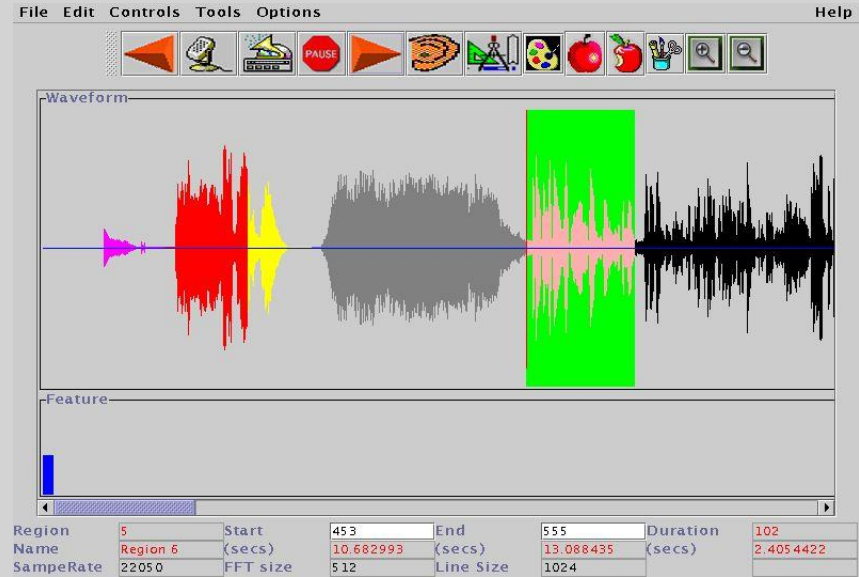 File Edit Controls Tools Options Help
PAUSE
Waveform
Feature
Region 5 Start 453 End 555 Duration 102
Name Region 6 (secs) 10.682993 (secs) 13.088435 (secs) 2.4054422
SampeRate 22050 FFT size 512 Line Size 1024